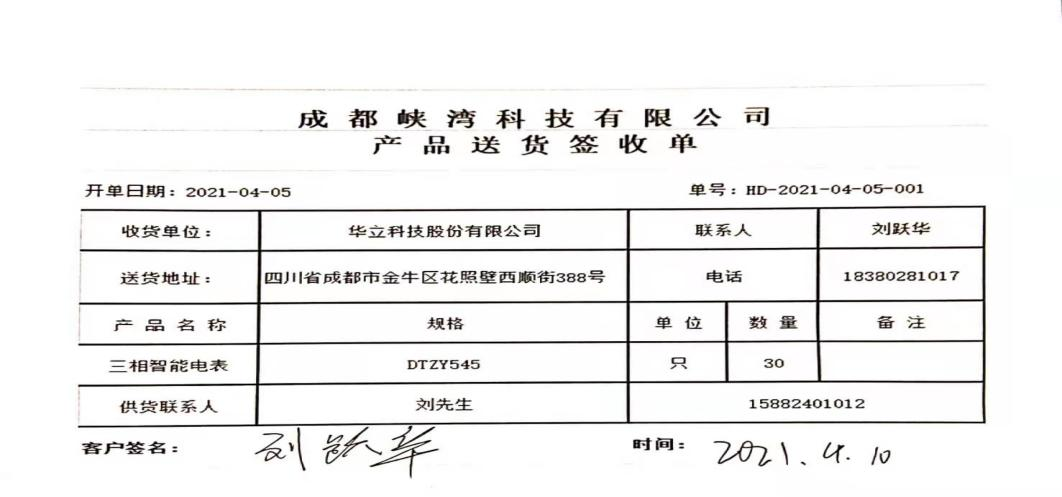 成都峡湾科技有限公司
产品送货签收单
开单日期：2021-04-05 单号：HD-2021-04-05-001
收货单位： 华立科技股份有限公司 联系人 刘跃华
送货地址： 四川省成都市金牛区花照壁西顺街388号 电话 18380281017
产品名称 规格 单位 数量 备注
三相智能电表 DTZY545 只 30
供货联系人 刘先生 15882401012
客户签名： 刘跃华 时间： 2021.4.10